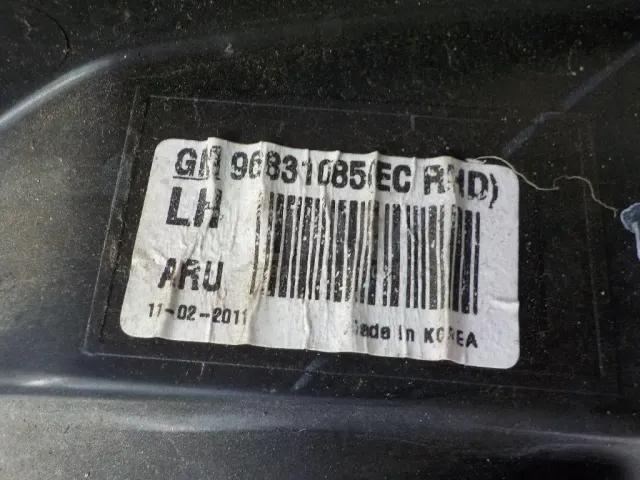 GM 96831085(EC RHD)
LH
ARU
11-02-2011
Made in KOREA